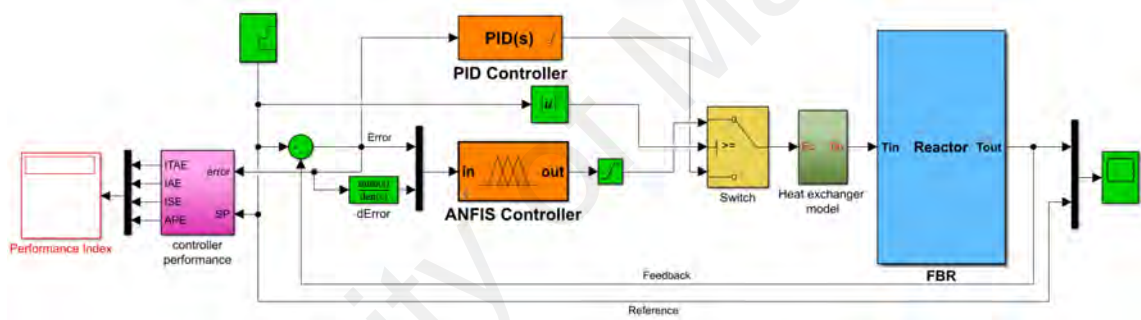 PID(s)
PID Controller
|u|
Error
ITAE
IAE
ISE
APE
error
SP
dError
in
out
ANFIS Controller
>=
Switch
Heat exchanger
model
Tin
Reactor
Tout
FBR
Performance Index
controller
performance
Feedback
Reference